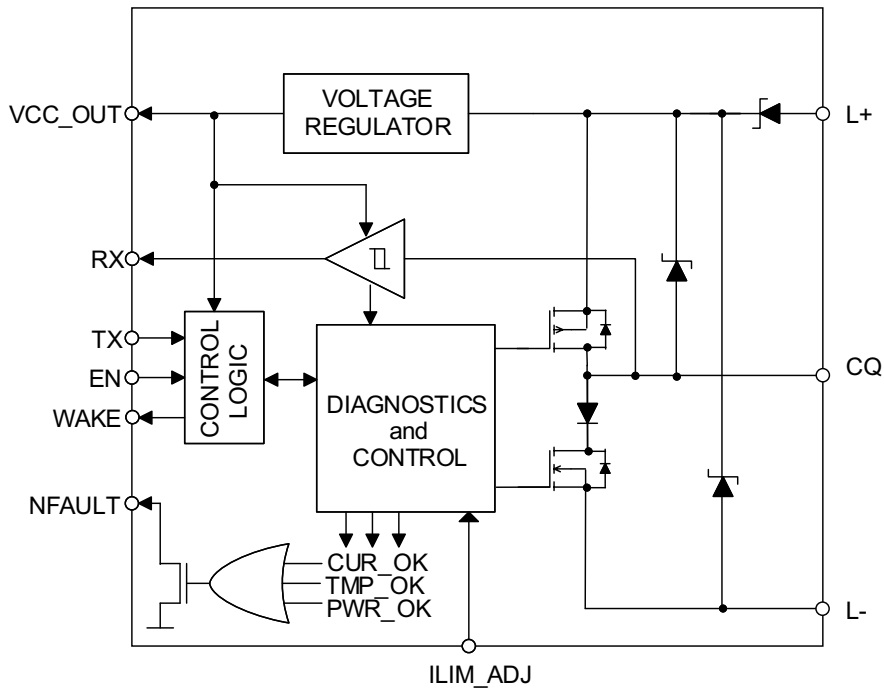 VOLTAGE
REGULATOR
VCC_OUT
L+
RX
TX
EN
WAKE
CONTROL
LOGIC
DIAGNOSTICS
and
CONTROL
CQ
NFAULT
CUR_OK
TMP_OK
PWR_OK
L-
ILIM_ADJ